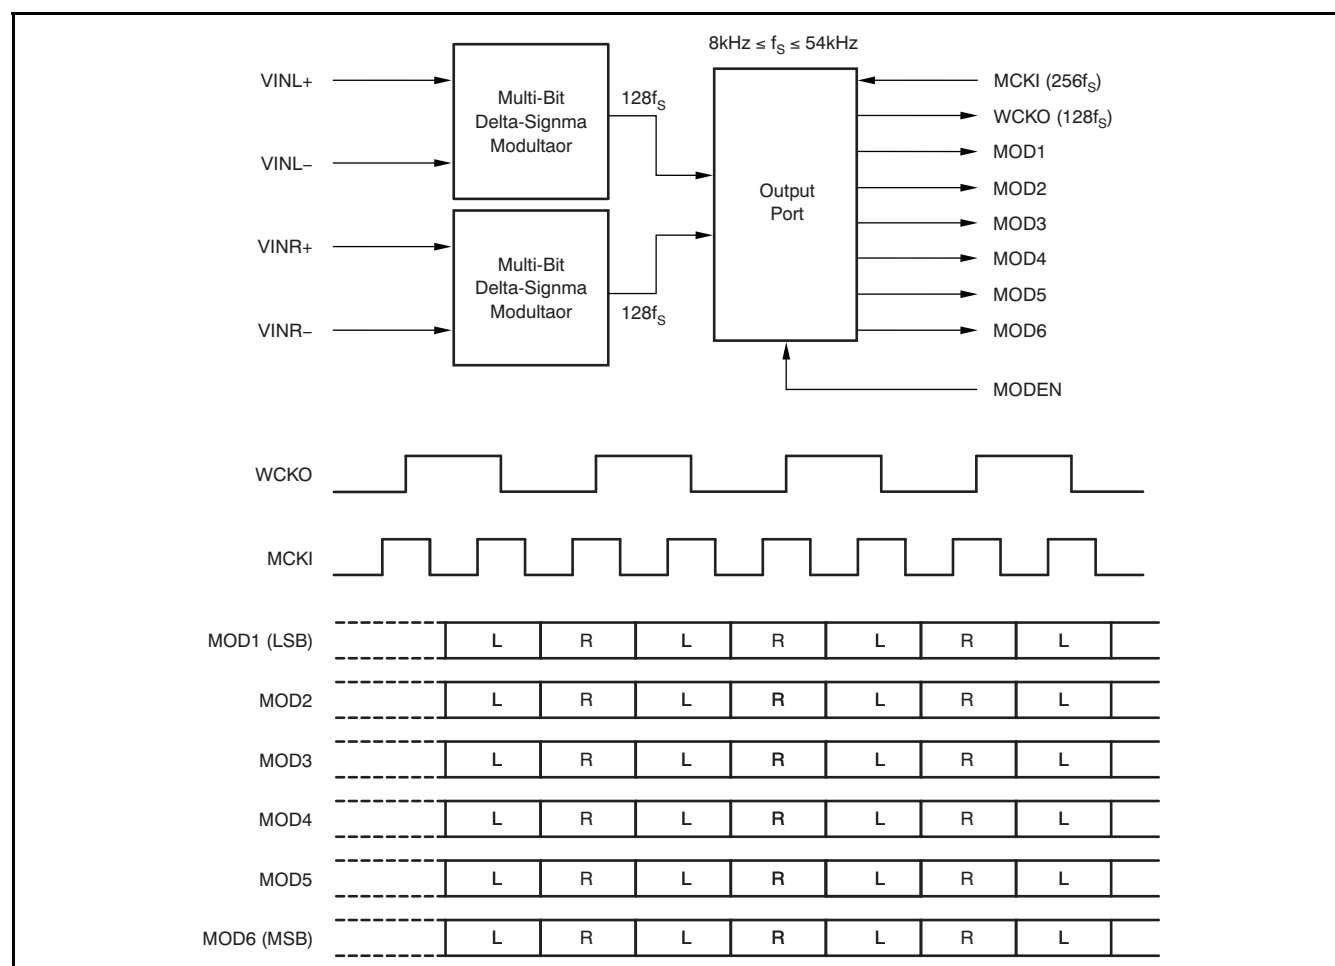 8kHz ≤ fS ≤ 54kHz
VINL+
VINL−
Multi-Bit
Delta-Signma
Modultaor
128fS
VINR+
VINR−
Multi-Bit
Delta-Signma
Modultaor
128fS
Output
Port
MCKI (256fS)
WCKO (128fS)
MOD1
MOD2
MOD3
MOD4
MOD5
MOD6
MODEN
WCKO
MCKI
MOD1 (LSB) L R L R L R L
MOD2 L R L R L R L
MOD3 L R L R L R L
MOD4 L R L R L R L
MOD5 L R L R L R L
MOD6 (MSB) L R L R L R L